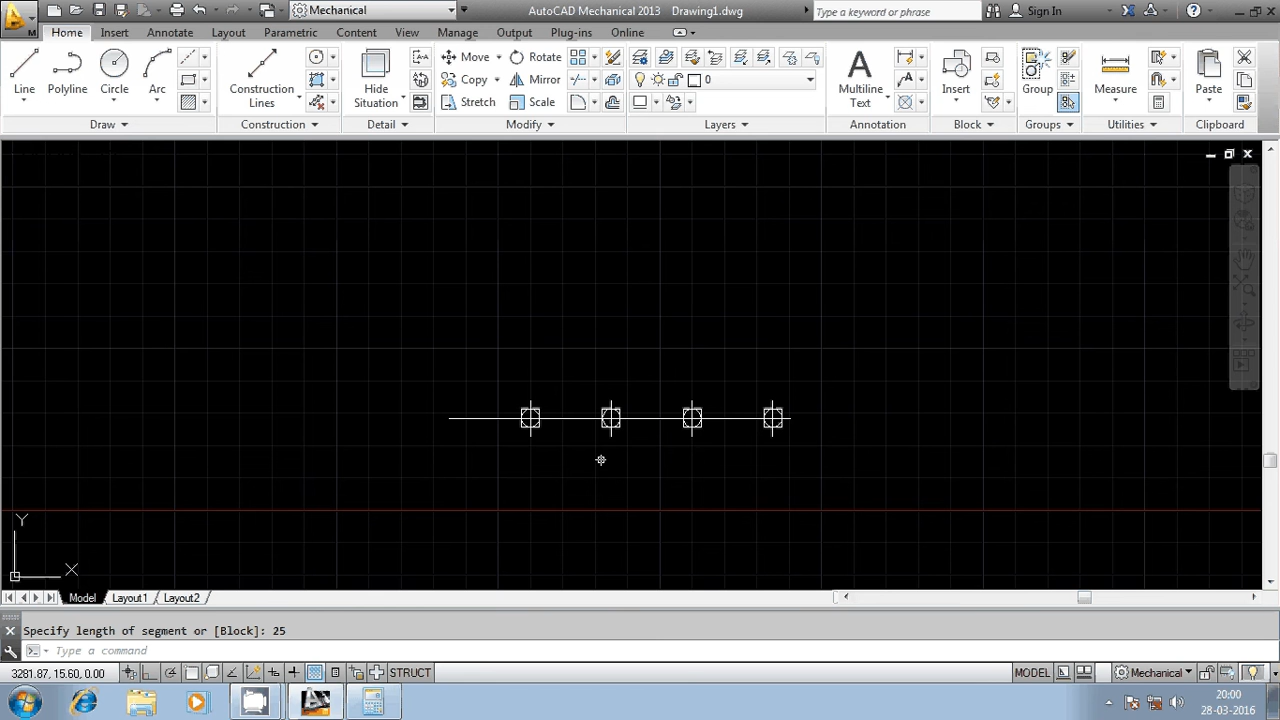 M
Mechanical
AutoCAD Mechanical 2013 Drawing1.dwg
Type a keyword or phrase
Sign In
Home Insert Annotate Layout Parametric Content View Manage Output Plug-ins Online
Line Polyline Circle Arc
Construction
Lines
Hide
Situation
Move Rotate
Copy Mirror
Stretch Scale
0
Multiline
Text
Insert
Group
Measure
Paste
Draw Construction Detail Modify Layers Annotation Block Groups Utilities Clipboard
Y
X
Model Layout1 Layout2
Specify length of segment or [Block]: 25
Type a command
3281.87, 15.60, 0.00
STRUCT
MODEL
Mechanical
20:00
28-03-2016